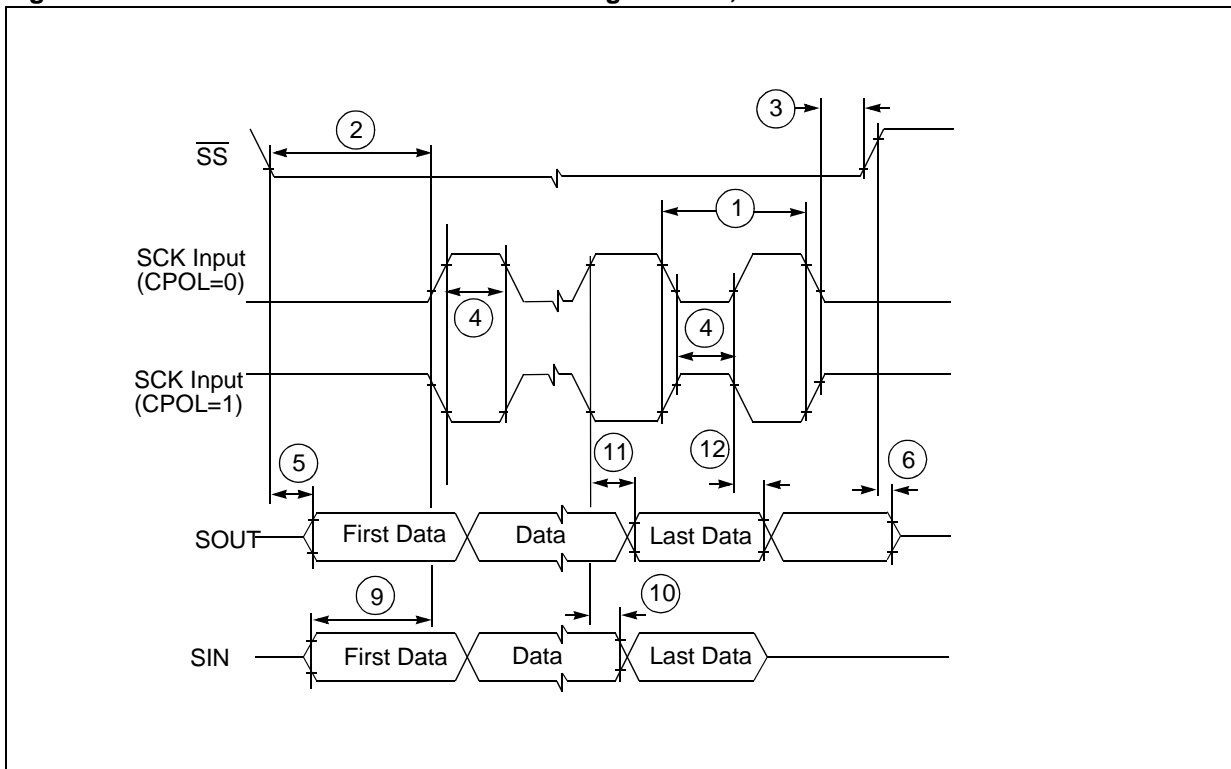 3
2
SS
1
SCK Input
(CPOL=0)
4
4
SCK Input
(CPOL=1)
11
12
5
6
SOUT
First Data
Data
Last Data
9
10
SIN
First Data
Data
Last Data